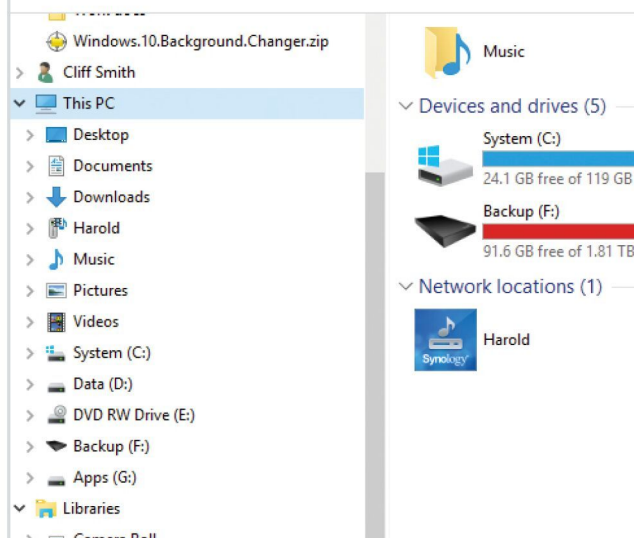 Windows.10.Background.Changer.zip
Cliff Smith
This PC
Desktop
Documents
Downloads
Harold
Music
Pictures
Videos
System (C:)
Data (D:)
DVD RW Drive (E:)
Backup (F:)
Apps (G:)
Libraries
Camera Roll
Music
Devices and drives (5)
System (C:)
24.1 GB free of 119 GB
Backup (F:)
91.6 GB free of 1.81 TB
Network locations (1)
Synology
Harold